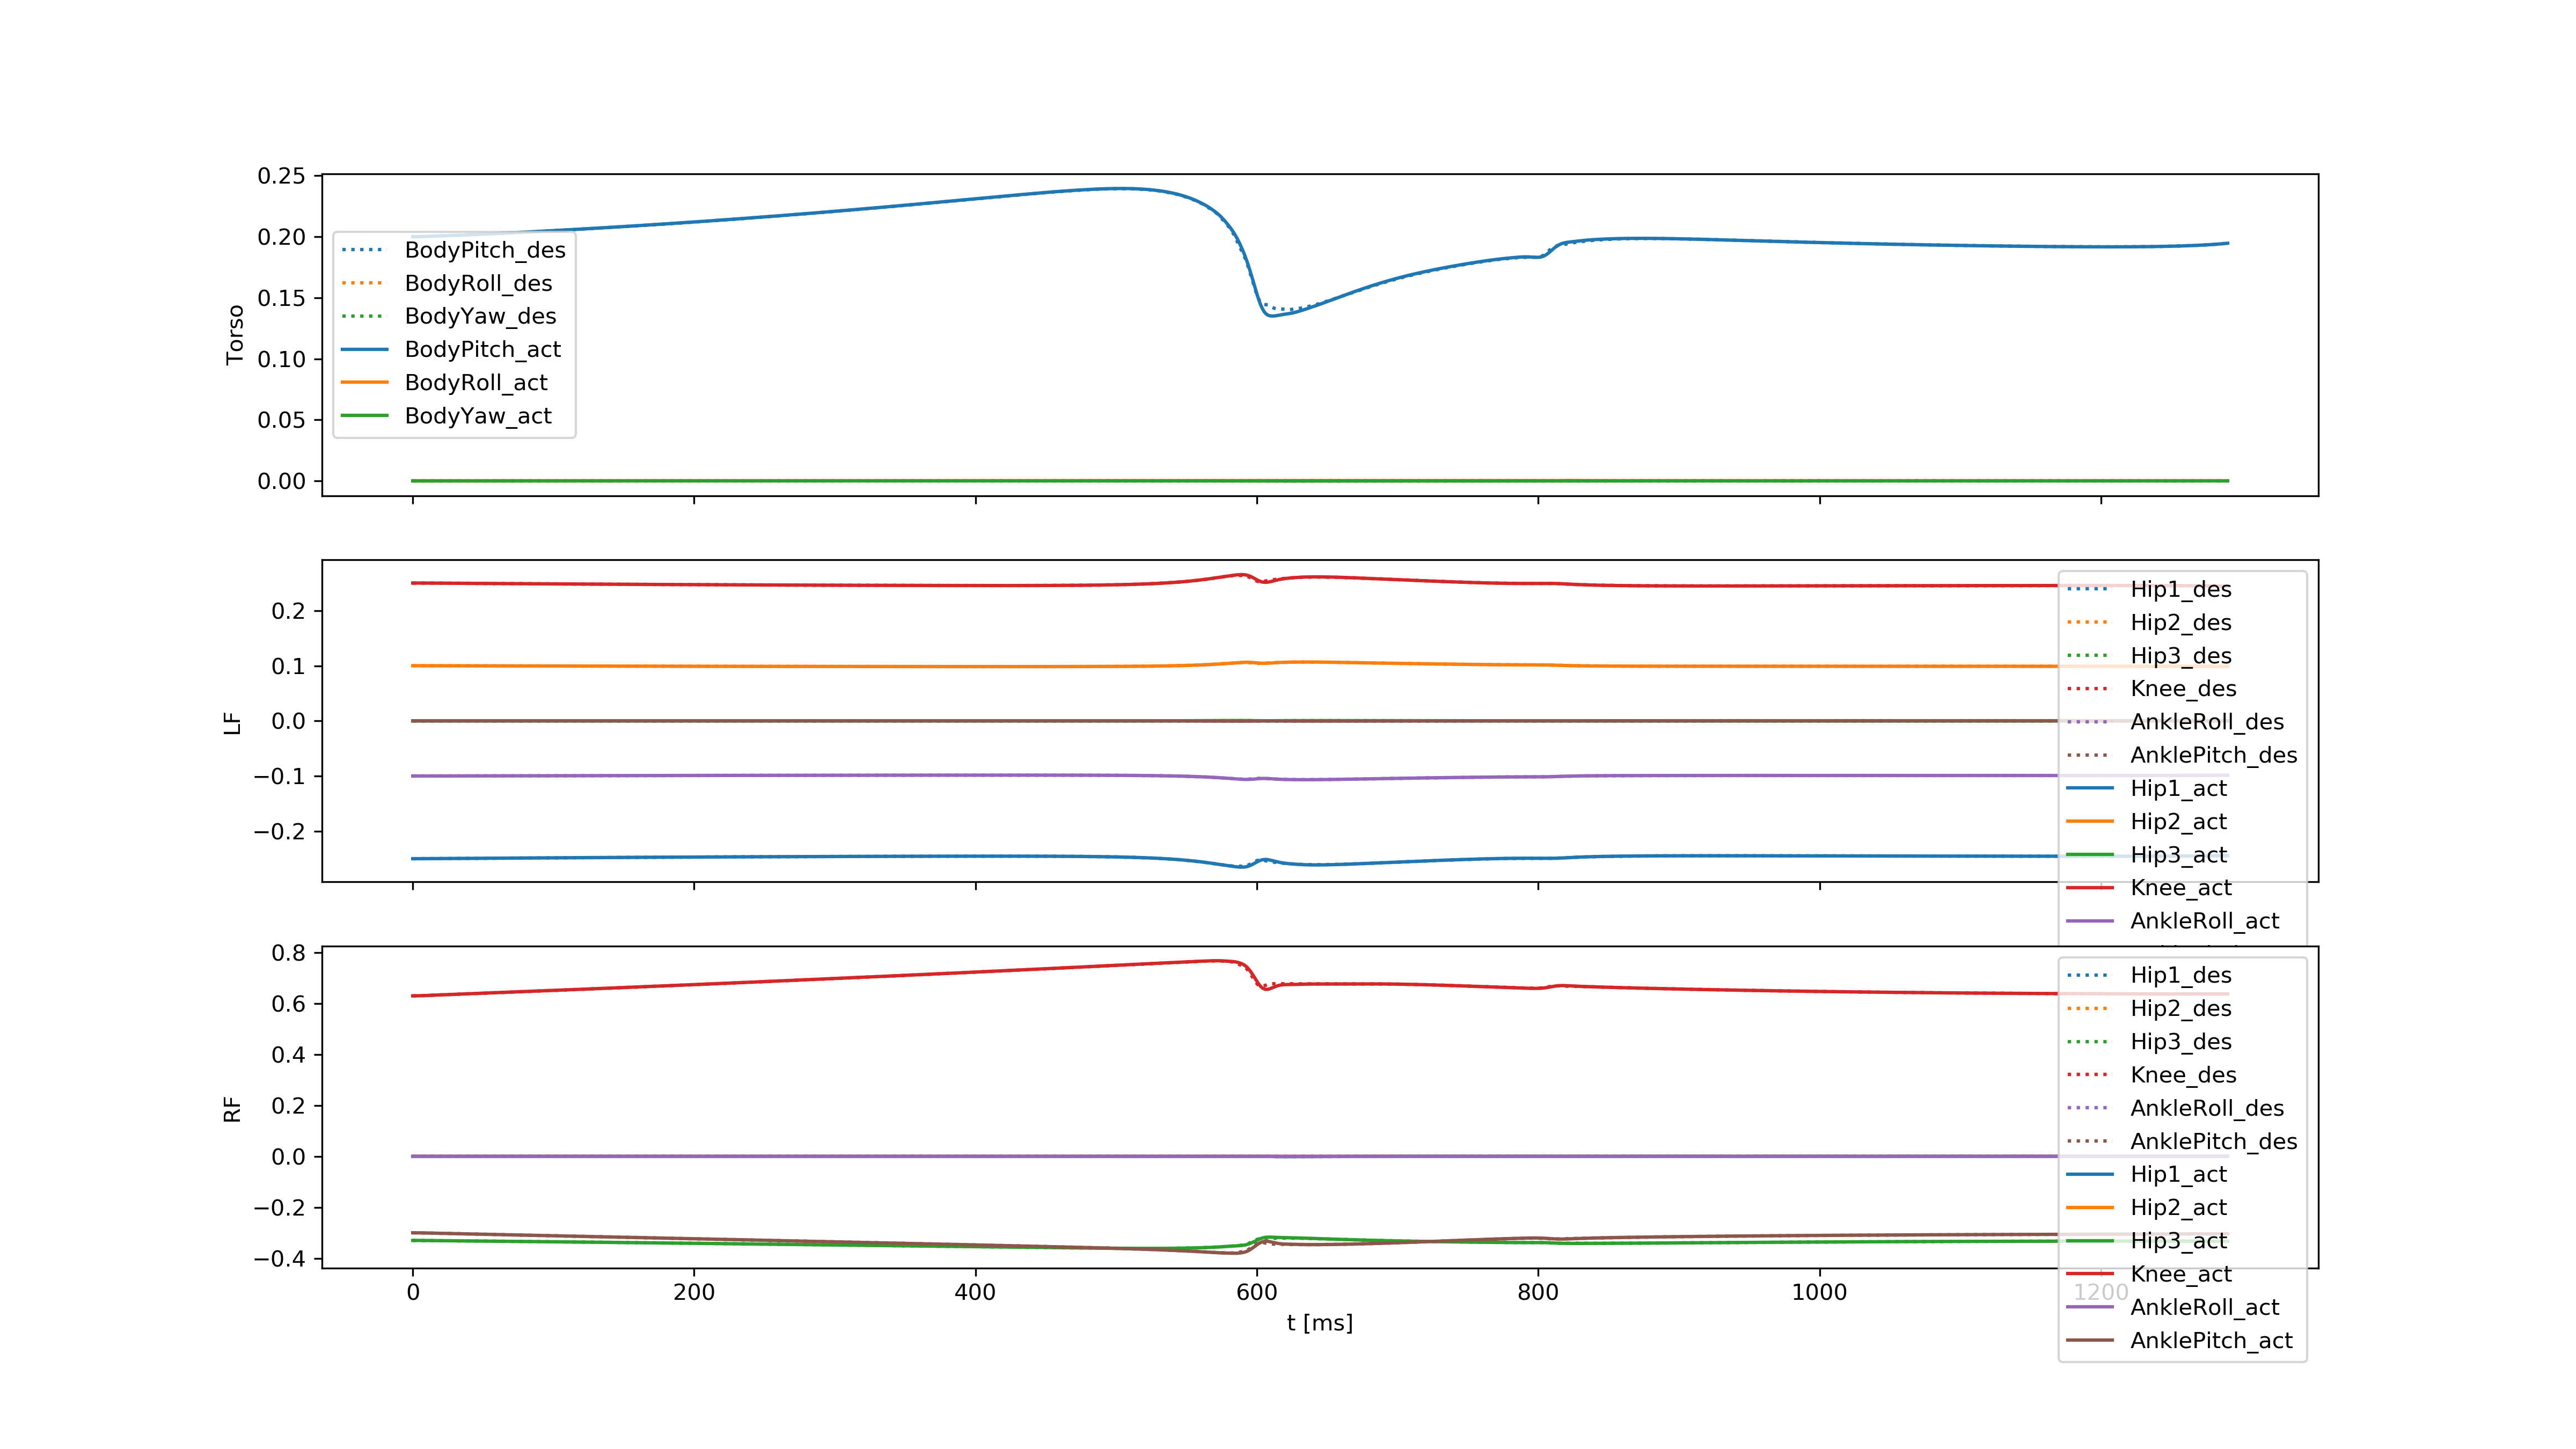 Torso
0.25
0.20
0.15
0.10
0.05
0.00
BodyPitch_des
BodyRoll_des
BodyYaw_des
BodyPitch_act
BodyRoll_act
BodyYaw_act
LF
0.2
0.1
0.0
−0.1
−0.2
Hip1_des
Hip2_des
Hip3_des
Knee_des
AnkleRoll_des
AnklePitch_des
Hip1_act
Hip2_act
Hip3_act
Knee_act
AnkleRoll_act
RF
0.8
0.6
0.4
0.2
0.0
−0.2
−0.4
Hip1_des
Hip2_des
Hip3_des
Knee_des
AnkleRoll_des
AnklePitch_des
Hip1_act
Hip2_act
Hip3_act
Knee_act
AnkleRoll_act
AnklePitch_act
0 200 400 600 800 1000 1200
t [ms]